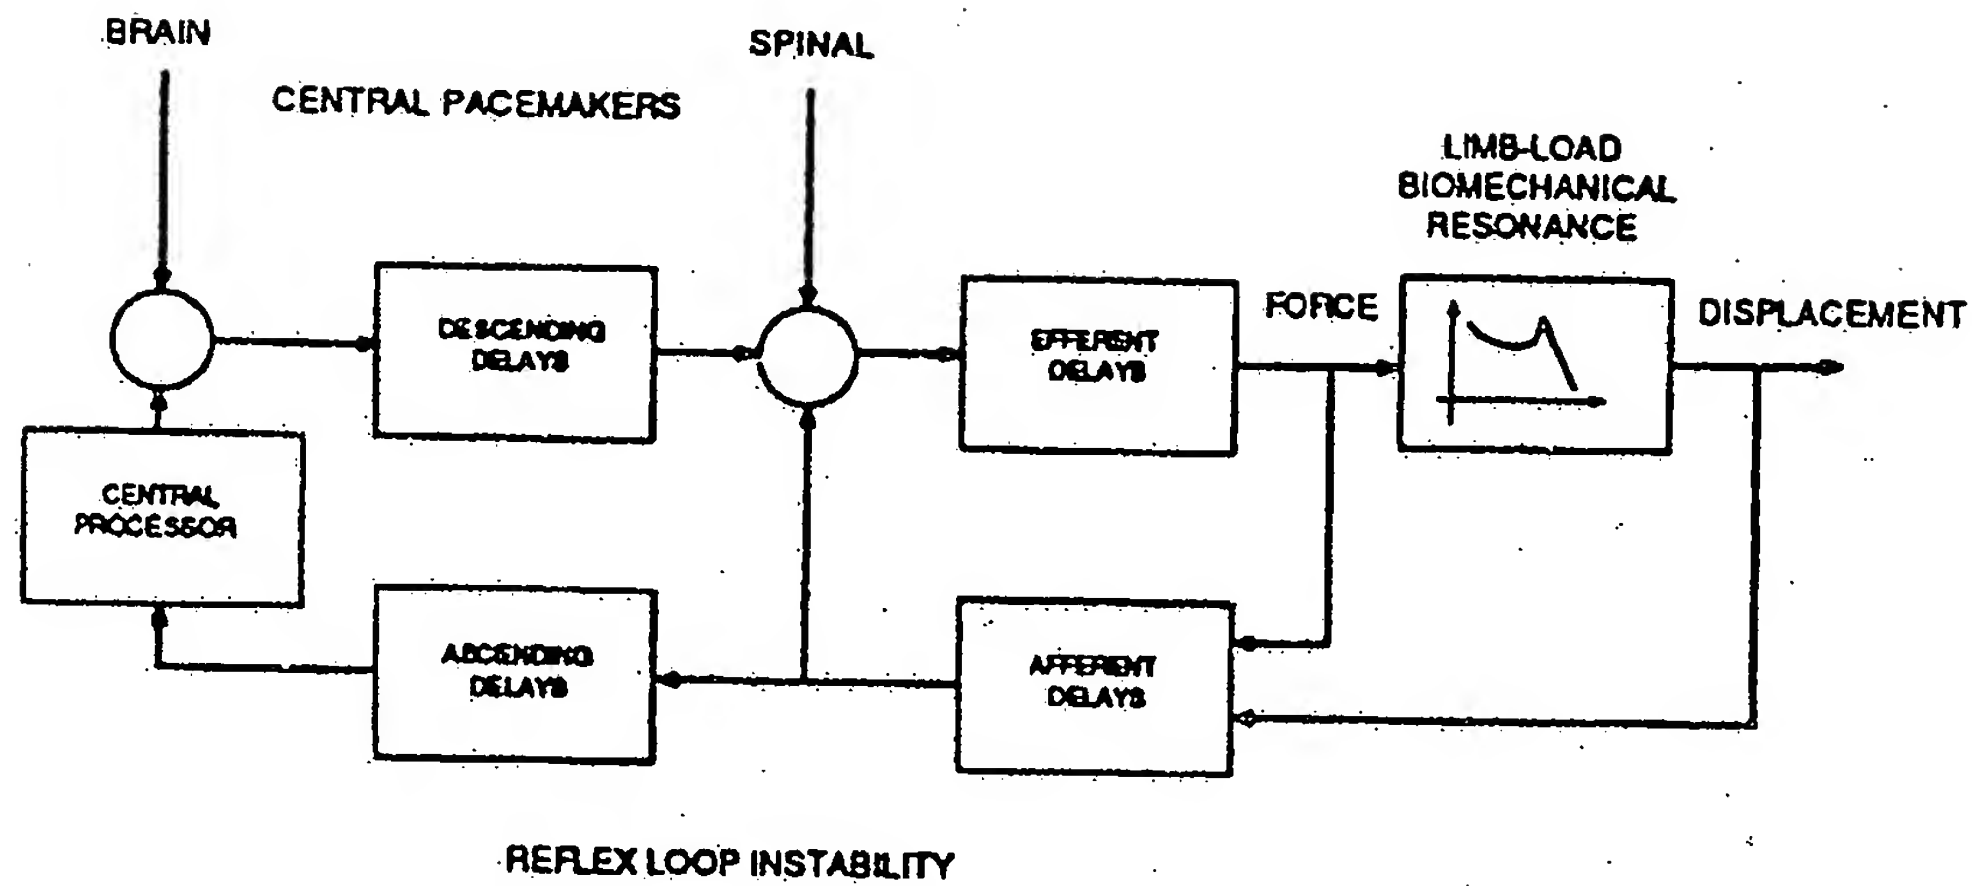 BRAIN
SPINAL
CENTRAL PACEMAKERS
LIMB-LOAD
BIOMECHANICAL
RESONANCE
FORCE
DISPLACEMENT
DESCENDING
DELAYS
EFFERENT
DELAYS
CENTRAL
PROCESSOR
ASCENDING
DELAYS
AFFERENT
DELAYS
REFLEX LOOP INSTABILITY